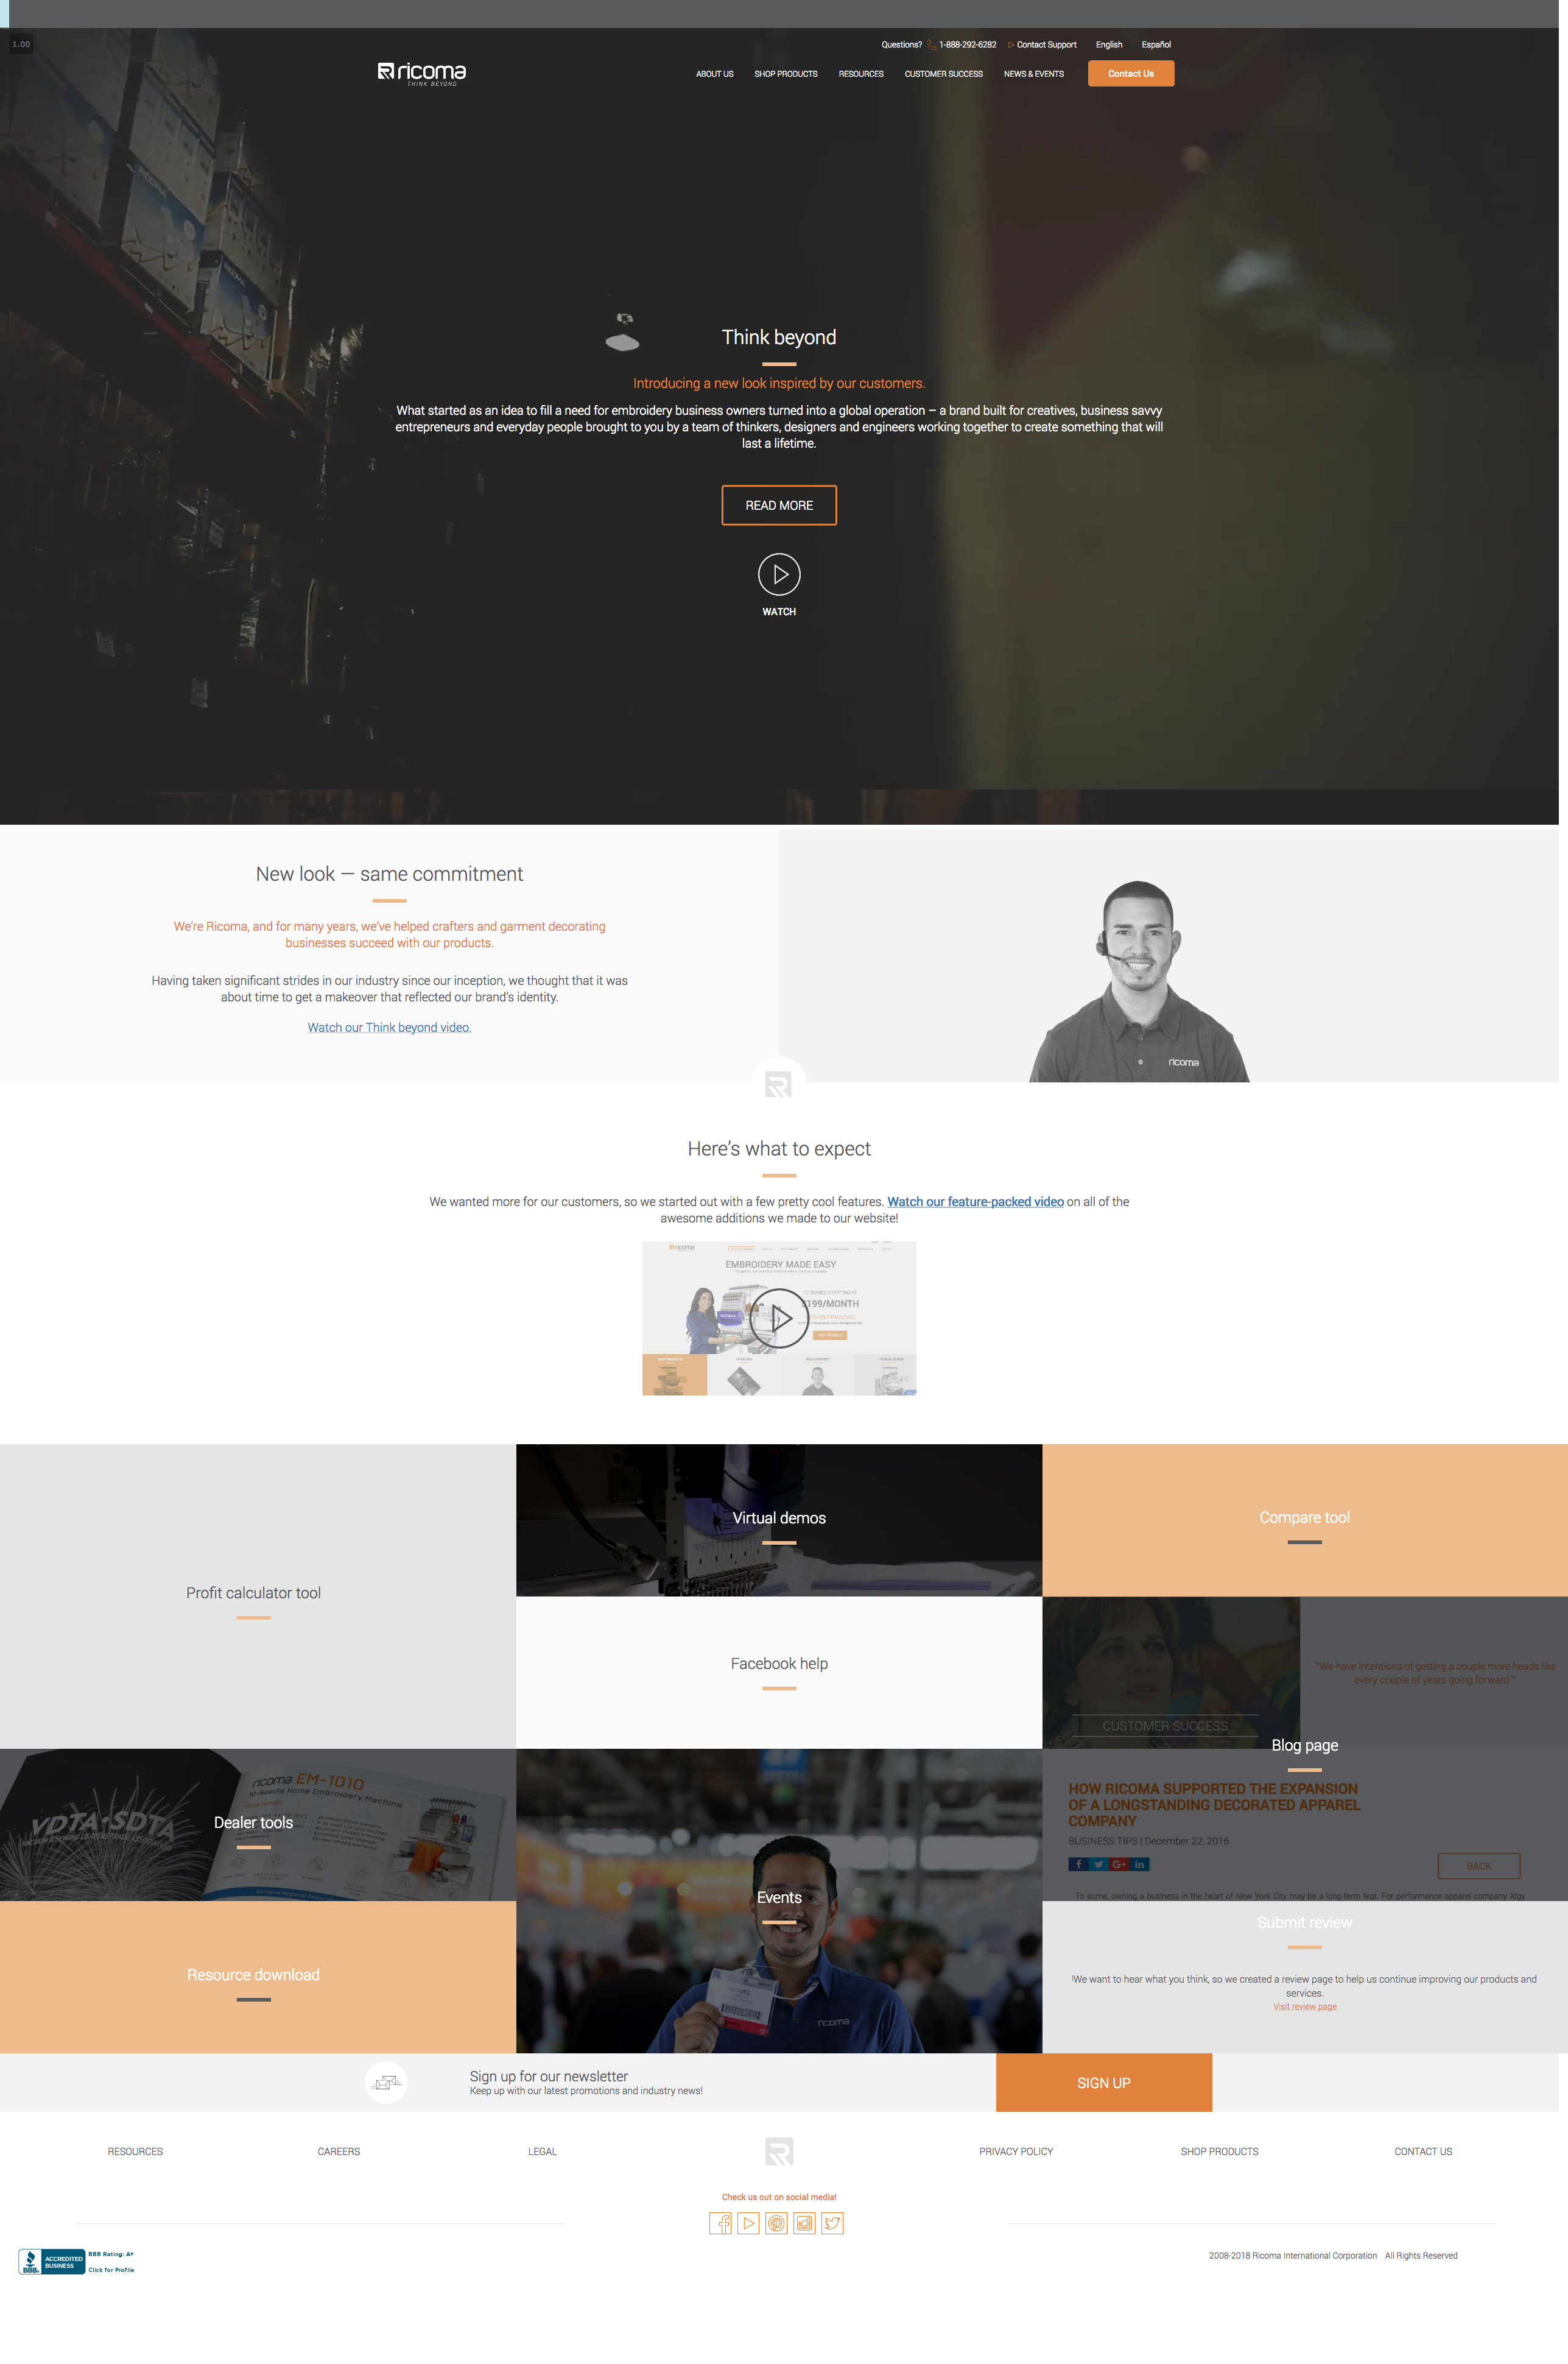 1.00
Questions? 1-888-292-6282 Contact Support English Español
ricoma
THINK BEYOND
ABOUT US SHOP PRODUCTS RESOURCES CUSTOMER SUCCESS NEWS & EVENTS Contact Us
Think beyond
Introducing a new look inspired by our customers.
What started as an idea to fill a need for embroidery business owners turned into a global operation – a brand built for creatives, business savvy
entrepreneurs and everyday people brought to you by a team of thinkers, designers and engineers working together to create something that will
last a lifetime.
READ MORE
WATCH
New look — same commitment
We're Ricoma, and for many years, we've helped crafters and garment decorating
businesses succeed with our products.
Having taken significant strides in our industry since our inception, we thought that it was
about time to get a makeover that reflected our brand's identity.
Watch our Think beyond video.
ricoma
Here's what to expect
We wanted more for our customers, so we started out with a few pretty cool features. Watch our feature-packed video on all of the
awesome additions we made to our website!
ricoma
EMBROIDERY MADE EASY
$199/MONTH
Profit calculator tool
Virtual demos
Compare tool
Facebook help
"We have intentions of getting a couple more heads like
every couple of years going forward."
CUSTOMER SUCCESS
Blog page
HOW RICOMA SUPPORTED THE EXPANSION
OF A LONGSTANDING DECORATED APPAREL
COMPANY
BUSINESS TIPS | December 22, 2016
BACK
To some, owning a business in the heart of New York City may be a long-term feat. For performance apparel company Algy
VDTA·SDTA
ricoma EM-1010
10-Needle Home Embroidery Machine
Dealer tools
Events
ricoma
Resource download
Submit review
We want to hear what you think, so we created a review page to help us continue improving our products and
services.
Visit review page
Sign up for our newsletter
Keep up with our latest promotions and industry news!
SIGN UP
RESOURCES CAREERS LEGAL PRIVACY POLICY SHOP PRODUCTS CONTACT US
Check us out on social media!
BBB
ACCREDITED
BUSINESS
BBB Rating: A+
Click for Profile
2008-2018 Ricoma International Corporation All Rights Reserved